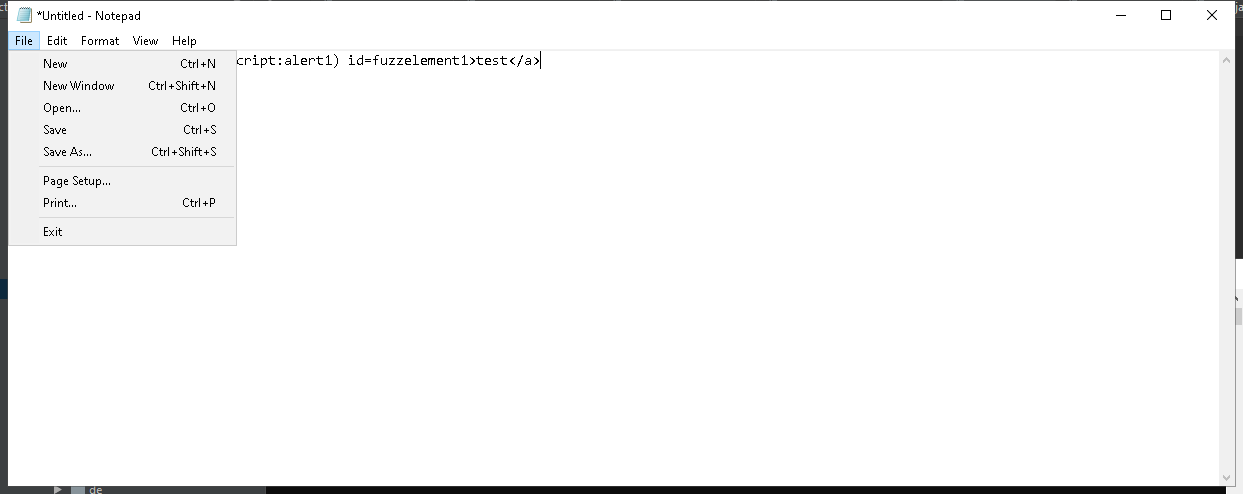 *Untitled - Notepad
File Edit Format View Help
cript:alert1) id=fuzzelement1>test</a>
New Ctrl+N
New Window Ctrl+Shift+N
Open... Ctrl+O
Save Ctrl+S
Save As... Ctrl+Shift+S
Page Setup...
Print... Ctrl+P
Exit
de